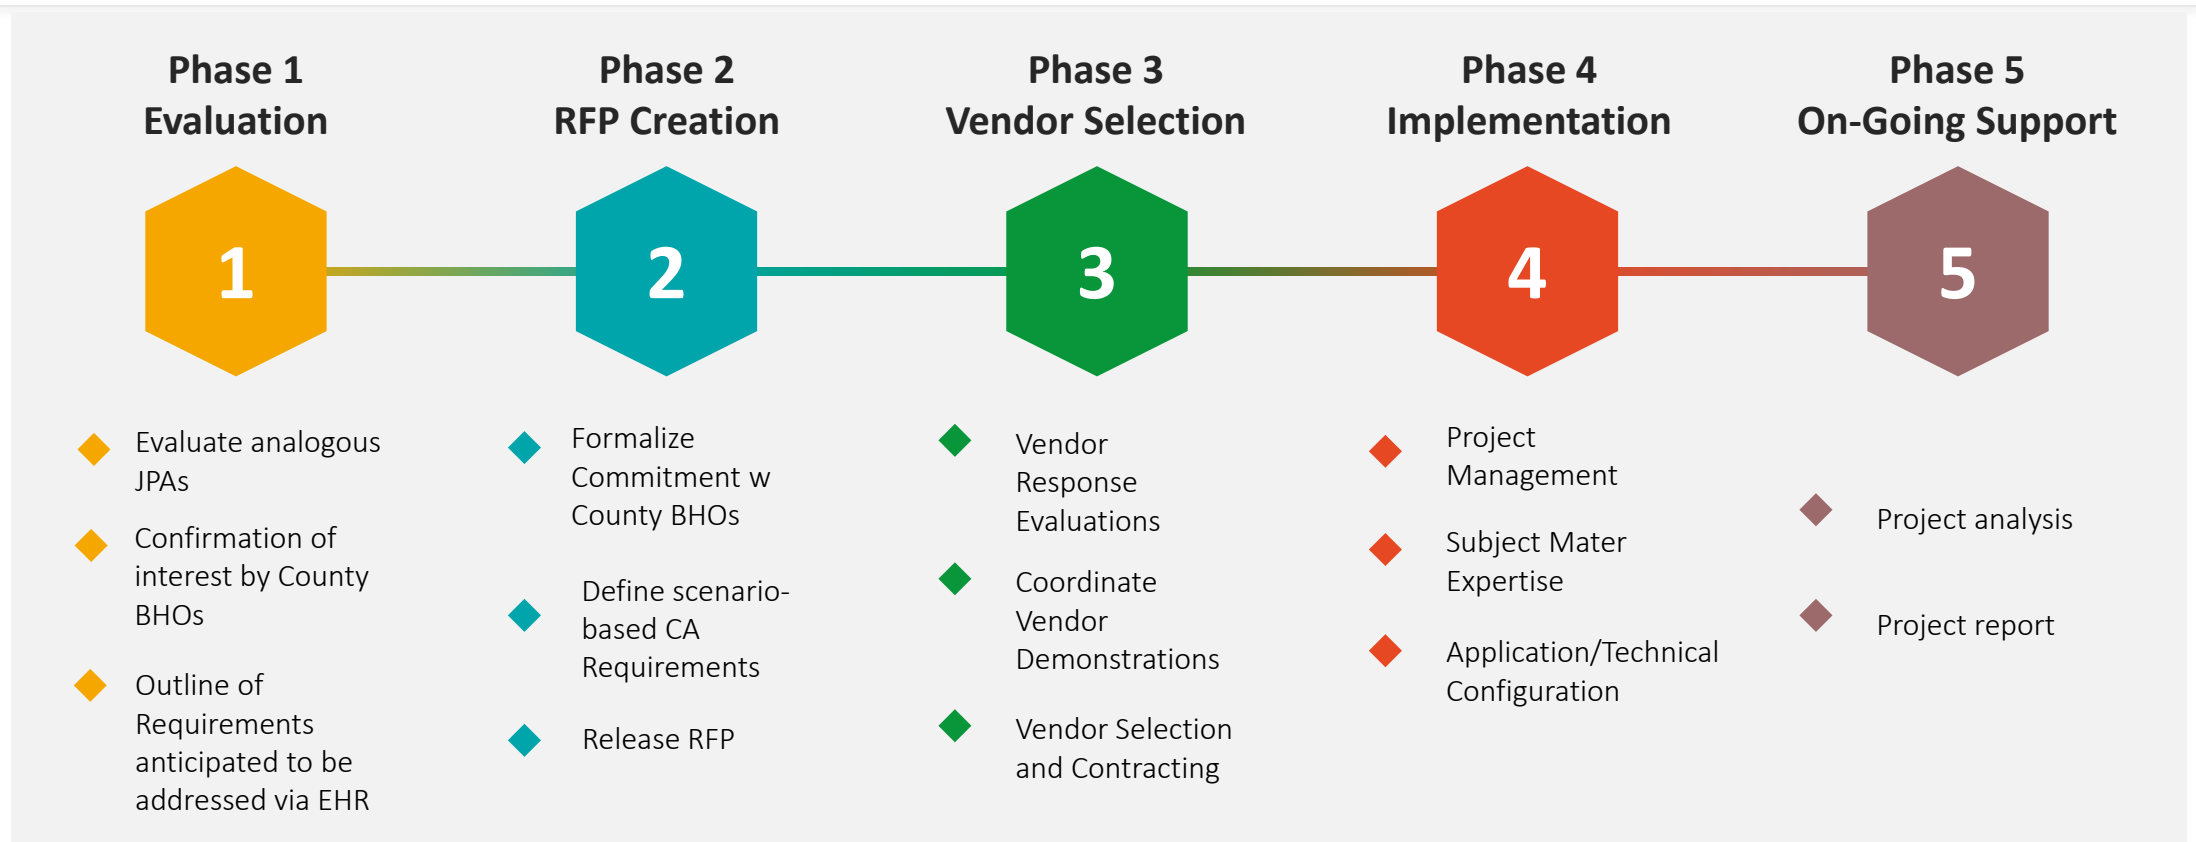 Phase 1
Evaluation
1
Evaluate analogous
JPAs
Confirmation of
interest by County
BHOs
Outline of
Requirements
anticipated to be
addressed via EHR
Phase 2
RFP Creation
2
Formalize
Commitment w
County BHOs
Define scenario-
based CA
Requirements
Release RFP
Phase 3
Vendor Selection
3
Vendor
Response
Evaluations
Coordinate
Vendor
Demonstrations
Vendor Selection
and Contracting
Phase 4
Implementation
4
Project
Management
Subject Mater
Expertise
Application/Technical
Configuration
Phase 5
On-Going Support
5
Project analysis
Project report